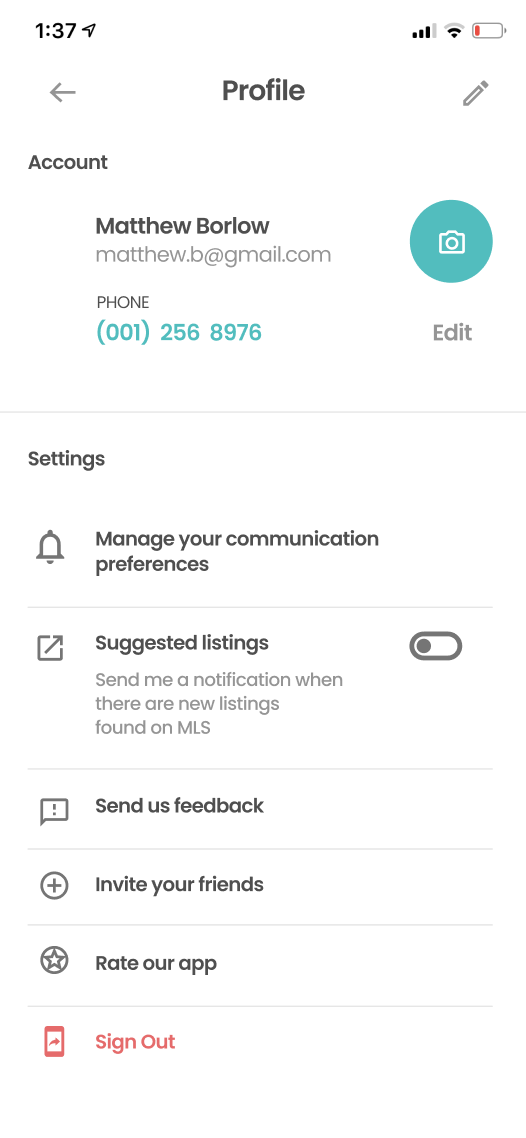 1:37
Profile
Account
Matthew Borlow
matthew.b@gmail.com
PHONE
(001) 256 8976
Edit
Settings
Manage your communication
preferences
Suggested listings
Send me a notification when
there are new listings
found on MLS
Send us feedback
Invite your friends
Rate our app
Sign Out